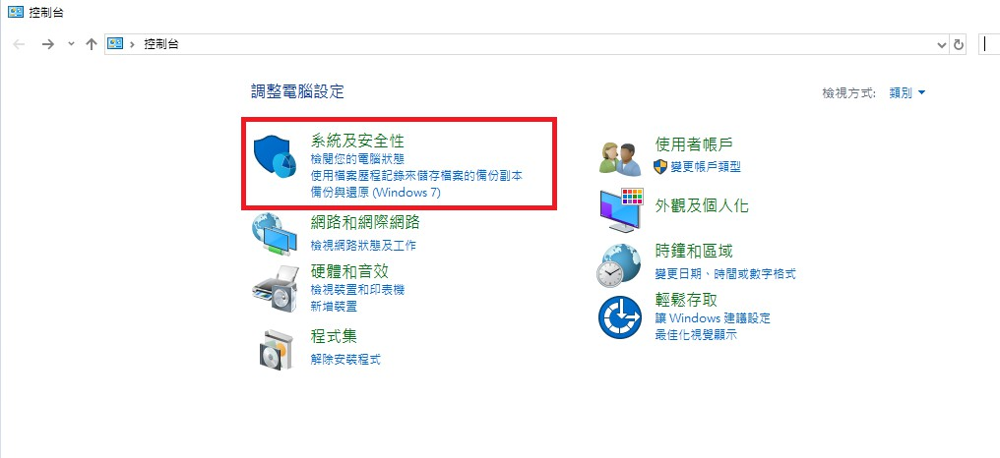 控制台
控制台
調整電腦設定
檢視方式: 類別
系統及安全性
檢閱您的電腦狀態
使用檔案歷程記錄來儲存檔案的備份副本
備份與還原 (Windows 7)
網路和網際網路
檢視網路狀態及工作
硬體和音效
檢視裝置和印表機
新增裝置
程式集
解除安裝程式
使用者帳戶
變更帳戶類型
外觀及個人化
時鐘和區域
變更日期、時間或數字格式
輕鬆存取
讓 Windows 建議設定
最佳化視覺顯示